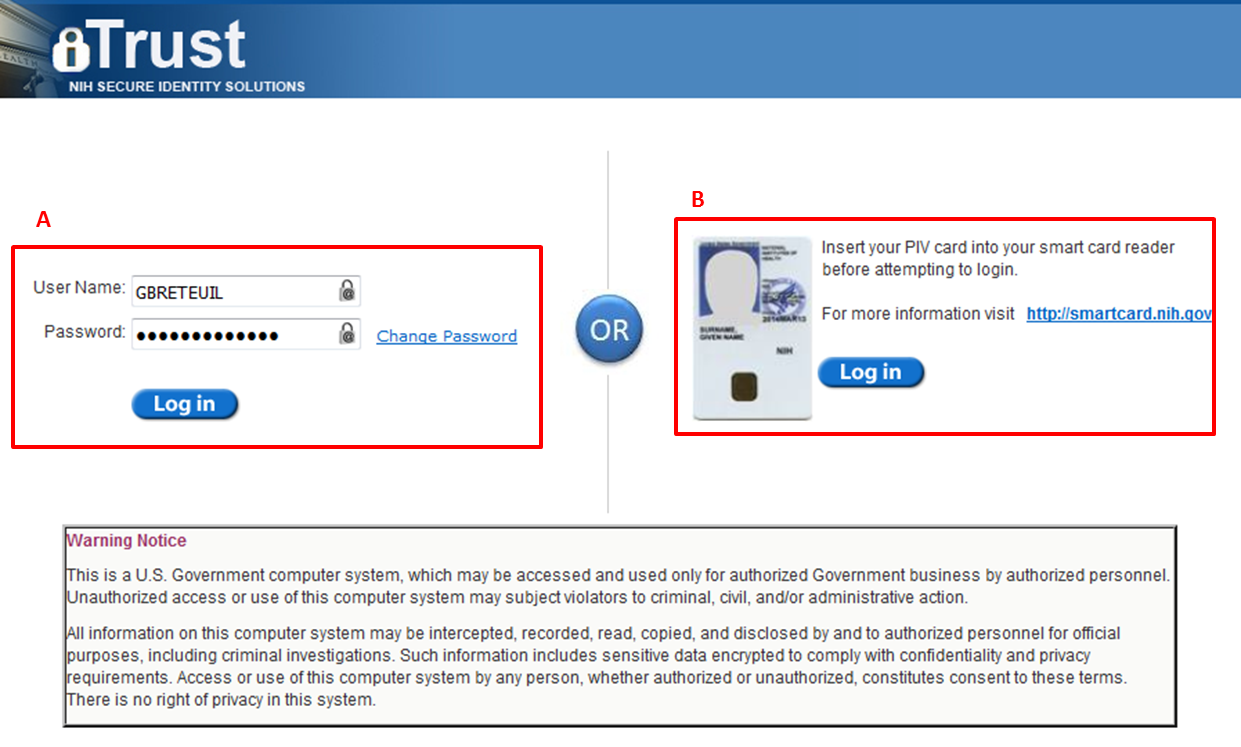 iTrust
NIH SECURE IDENTITY SOLUTIONS
A
User Name: GBRETEUIL
Password: ●●●●●●●●●●●●● Change Password
Log in
OR
B
NATIONAL
INSTITUTES OF
HEALTH
2014MAR13
SURNAME,
GIVEN NAME
NIH
Insert your PIV card into your smart card reader
before attempting to login.
For more information visit http://smartcard.nih.gov
Log in
Warning Notice
This is a U.S. Government computer system, which may be accessed and used only for authorized Government business by authorized personnel.
Unauthorized access or use of this computer system may subject violators to criminal, civil, and/or administrative action.
All information on this computer system may be intercepted, recorded, read, copied, and disclosed by and to authorized personnel for official
purposes, including criminal investigations. Such information includes sensitive data encrypted to comply with confidentiality and privacy
requirements. Access or use of this computer system by any person, whether authorized or unauthorized, constitutes consent to these terms.
There is no right of privacy in this system.